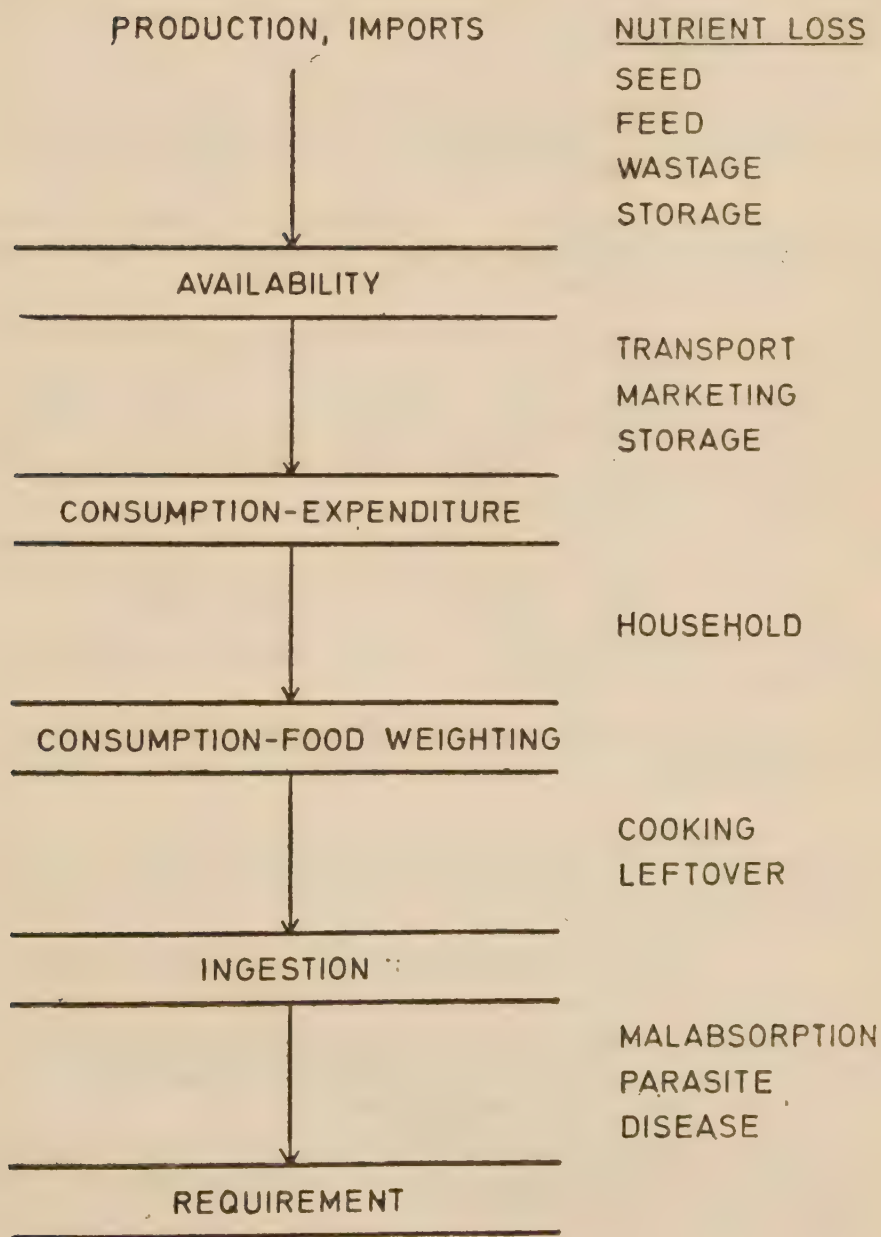 PRODUCTION, IMPORTS
NUTRIENT LOSS
SEED
FEED
WASTAGE
STORAGE
AVAILABILITY
TRANSPORT
MARKETING
STORAGE
CONSUMPTION-EXPENDITURE
HOUSEHOLD
CONSUMPTION-FOOD WEIGHTING
COOKING
LEFTOVER
INGESTION
MALABSORPTION
PARASITE
DISEASE
REQUIREMENT